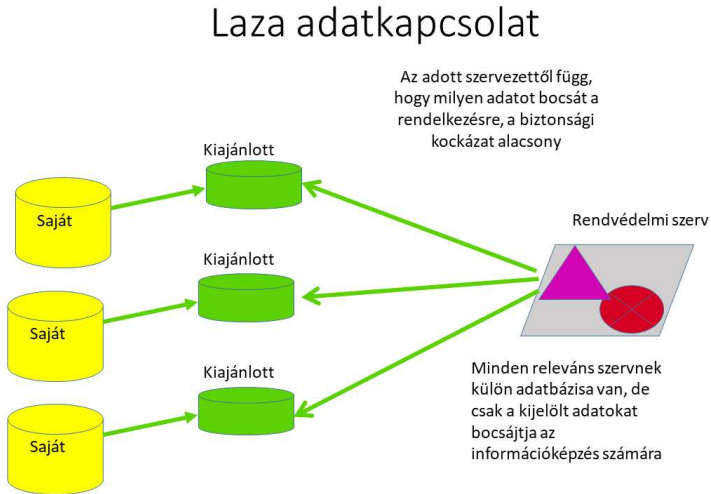 Laza adatkapcsolat
Az adott szervezettől függ,
hogy milyen adatot bocsát a
rendelkezésre, a biztonsági
kockázat alacsony
Kiajánlott
Saját
Rendvédelmi szerv
Kiajánlott
Saját
Kiajánlott
Saját
Minden releváns szervnek
külön adatbázisa van, de
csak a kijelölt adatokat
bocsájtja az
információképzés számára